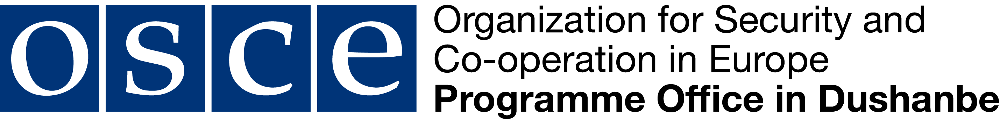 osce
Organization for Security and
Co-operation in Europe
Programme Office in Dushanbe